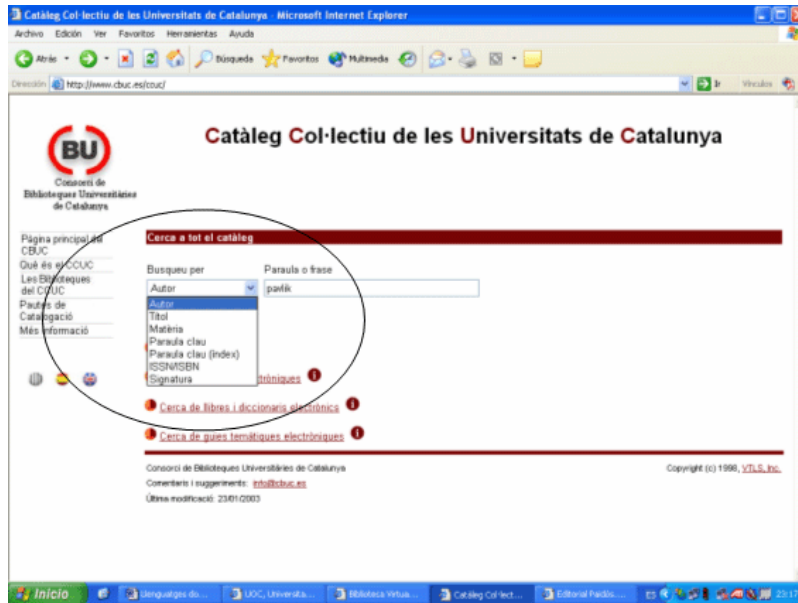 Catàleg Col·lectiu de les Universitats de Catalunya - Microsoft Internet Explorer
Archivo Edición Ver Favoritos Herramientas Ayuda
Atrás Búsqueda Favoritos Multimedia
Dirección http://www.cbuc.es/ccuc/ Ir Vínculos
BU
Consorci de
Biblioteques Universitàries
de Catalunya
Catàleg Col·lectiu de les Universitats de Catalunya
Pàgina principal del
CBUC
Què és el CCUC
Les Biblioteques
del CCUC
Pautes de
Catalogació
Més informació
Cerca a tot el catàleg
Busqueu per Paraula o frase
Autor pavlik
Autor
Títol
Matèria
Paraula clau
Paraula clau (índex)
ISSN/ISBN
Signatura
tròniques
Cerca de llibres i diccionaris electrònics
Cerca de guies temàtiques electròniques
Consorci de Biblioteques Universitàries de Catalunya
Comentaris i suggeriments: info@cbuc.es
Última modificació: 23/01/2003
Copyright (c) 1998, VTLS, Inc.
Inicio Llenguatges do... UOC, Universita... Biblioteca Virtua... Catàleg Col·lect... Editorial Paidós.... ES 23:17